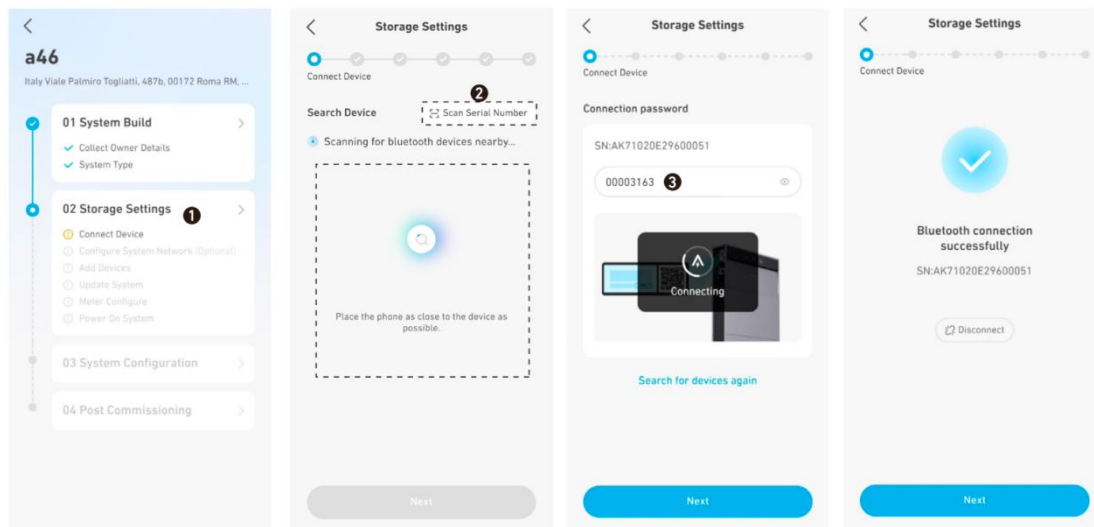 a46
Italy Viale Palmiro Togliatti, 487b, 00172 Roma RM, ...
01 System Build
Collect Owner Details
System Type
02 Storage Settings
1
Connect Device
Configure System Network (Optional)
Add Devices
Update System
Meter Configure
Power On System
03 System Configuration
04 Post Commissioning
Storage Settings
Connect Device
2
Search Device
Scan Serial Number
Scanning for bluetooth devices nearby...
Place the phone as close to the device as
possible.
Next
Storage Settings
Connect Device
Connection password
SN:AK71020E29600051
00003163
3
Connecting
Search for devices again
Next
Storage Settings
Connect Device
Bluetooth connection
successfully
SN:AK71020E29600051
Disconnect
Next